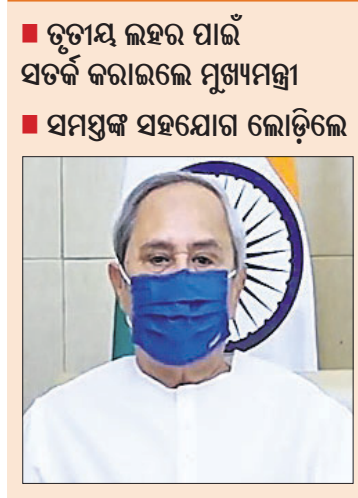 ■ ତୃତୀୟ ଲହର ପାଇଁ
ସତର୍କ କରାଇଲେ ମୁଖ୍ୟମନ୍ତ୍ରୀ
■ ସମସ୍ତଙ୍କ ସହଯୋଗ ଲୋଡ଼ିଲେ